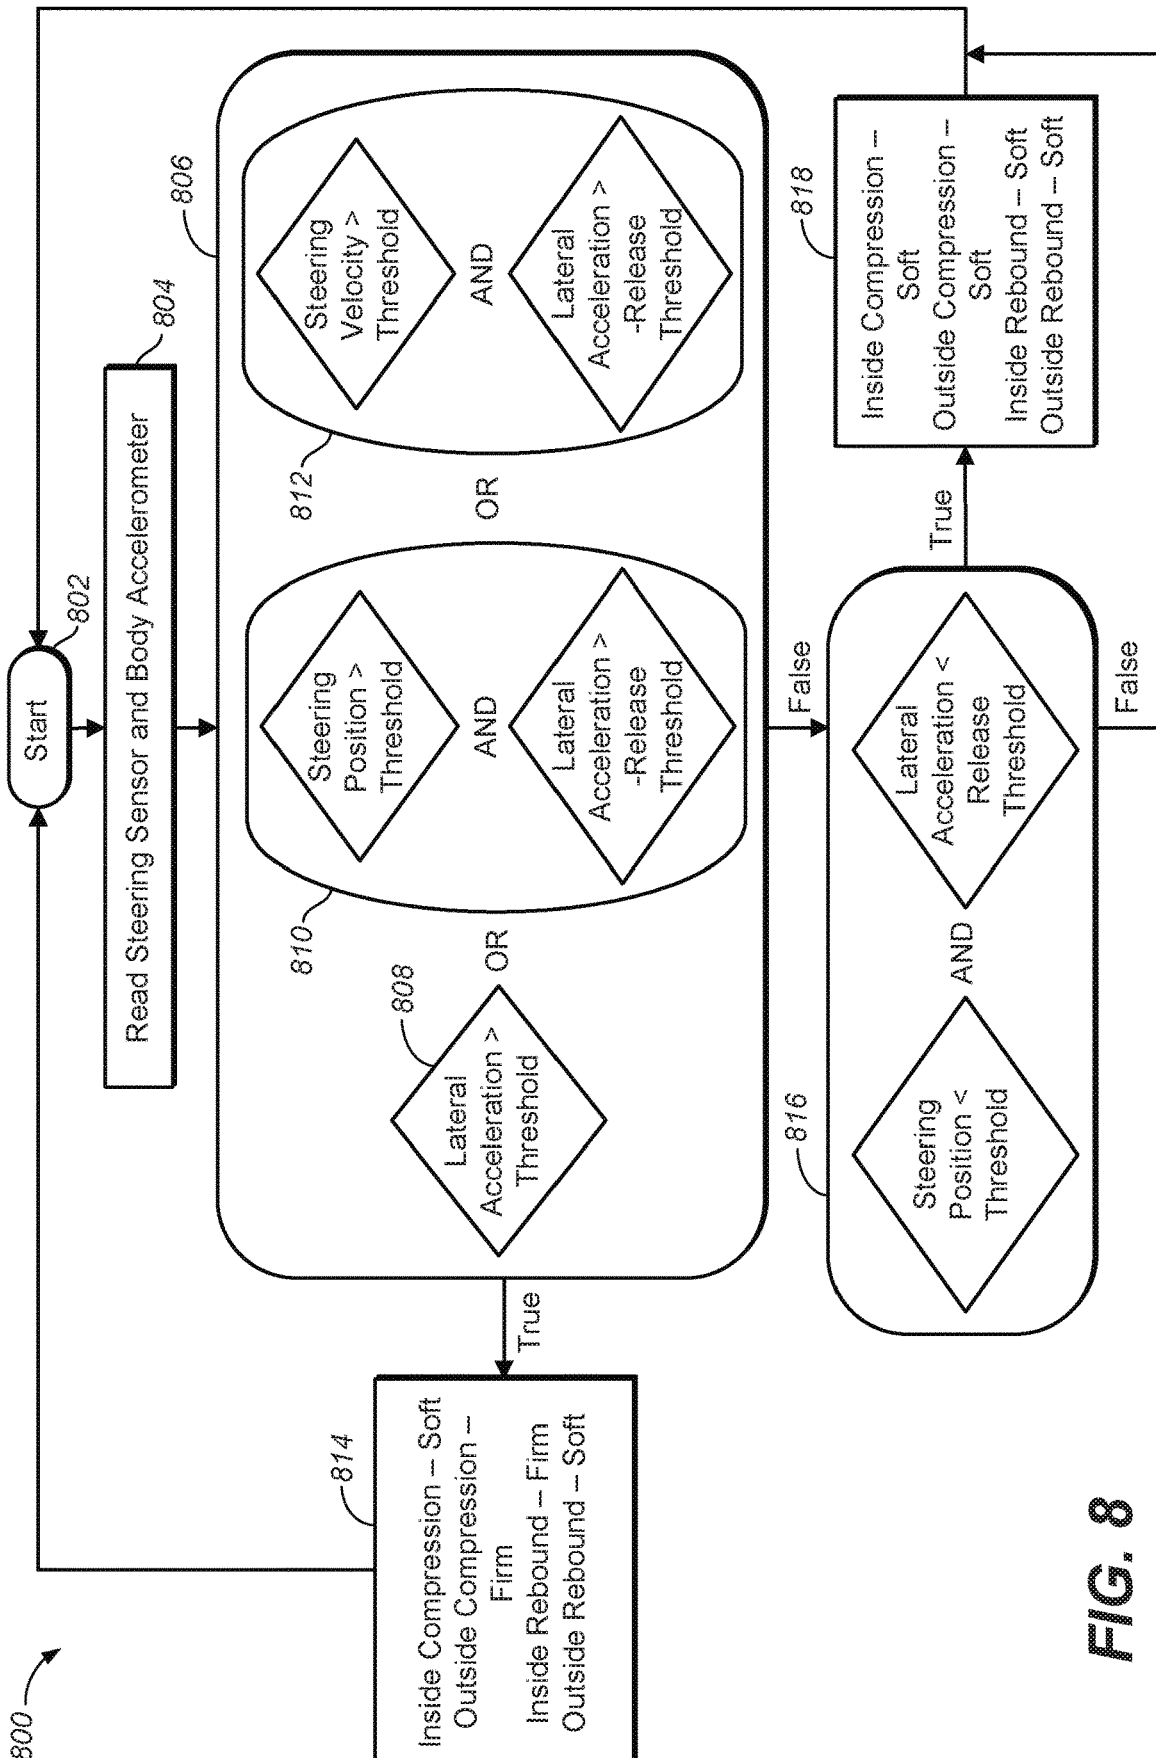 800
Start
802
Read Steering Sensor and Body Accelerometer
804
806
Lateral
Acceleration >
Threshold
808
OR
810
Steering
Position >
Threshold
AND
Lateral
Acceleration >
-Release
Threshold
OR
812
Steering
Velocity >
Threshold
AND
Lateral
Acceleration >
-Release
Threshold
True
814
Inside Compression – Soft
Outside Compression –
Firm
Inside Rebound – Firm
Outside Rebound – Soft
False
816
Steering
Position <
Threshold
AND
Lateral
Acceleration <
Release
Threshold
True
818
Inside Compression –
Soft
Outside Compression –
Soft
Inside Rebound – Soft
Outside Rebound – Soft
False
FIG. 8